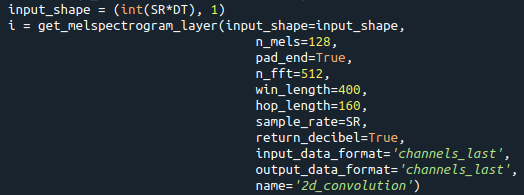 input_shape = (int(SR*DT), 1)
i = get_melspectrogram_layer(input_shape=input_shape,
n_mels=128,
pad_end=True,
n_fft=512,
win_length=400,
hop_length=160,
sample_rate=SR,
return_decibel=True,
input_data_format='channels_last',
output_data_format='channels_last',
name='2d_convolution')